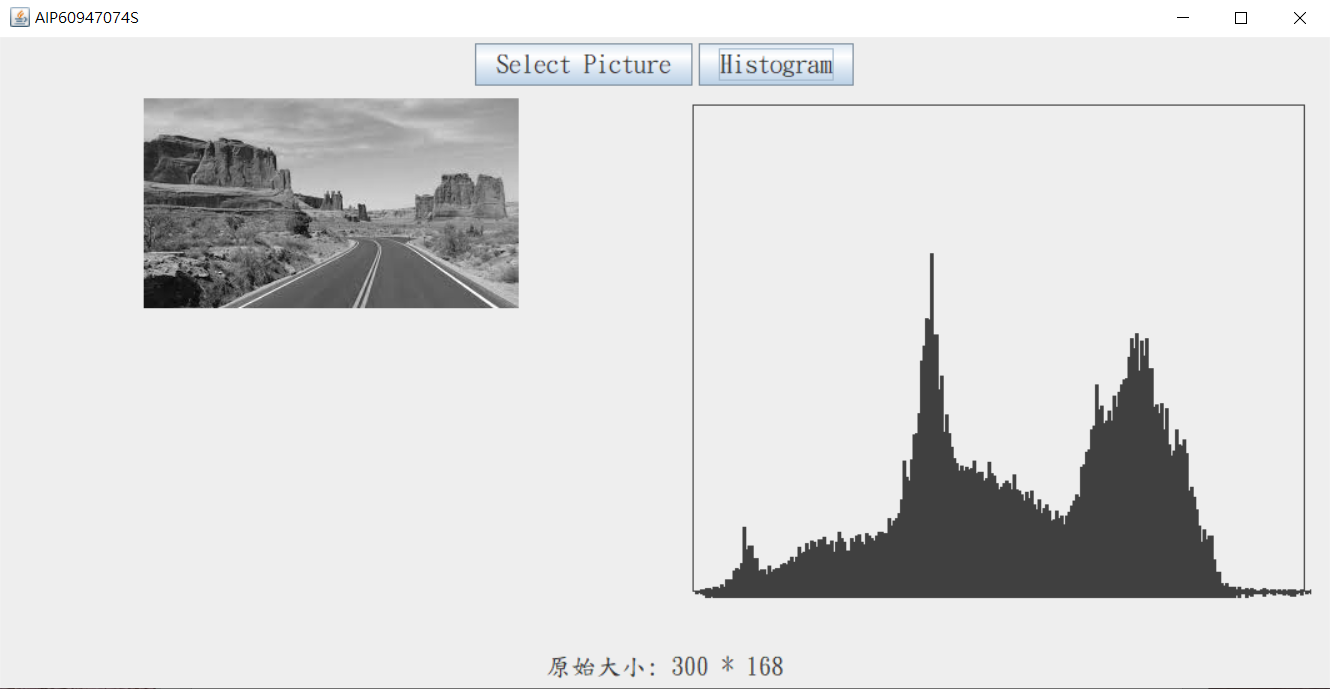 AIP60947074S
Select Picture Histogram
原始大小: 300 * 168